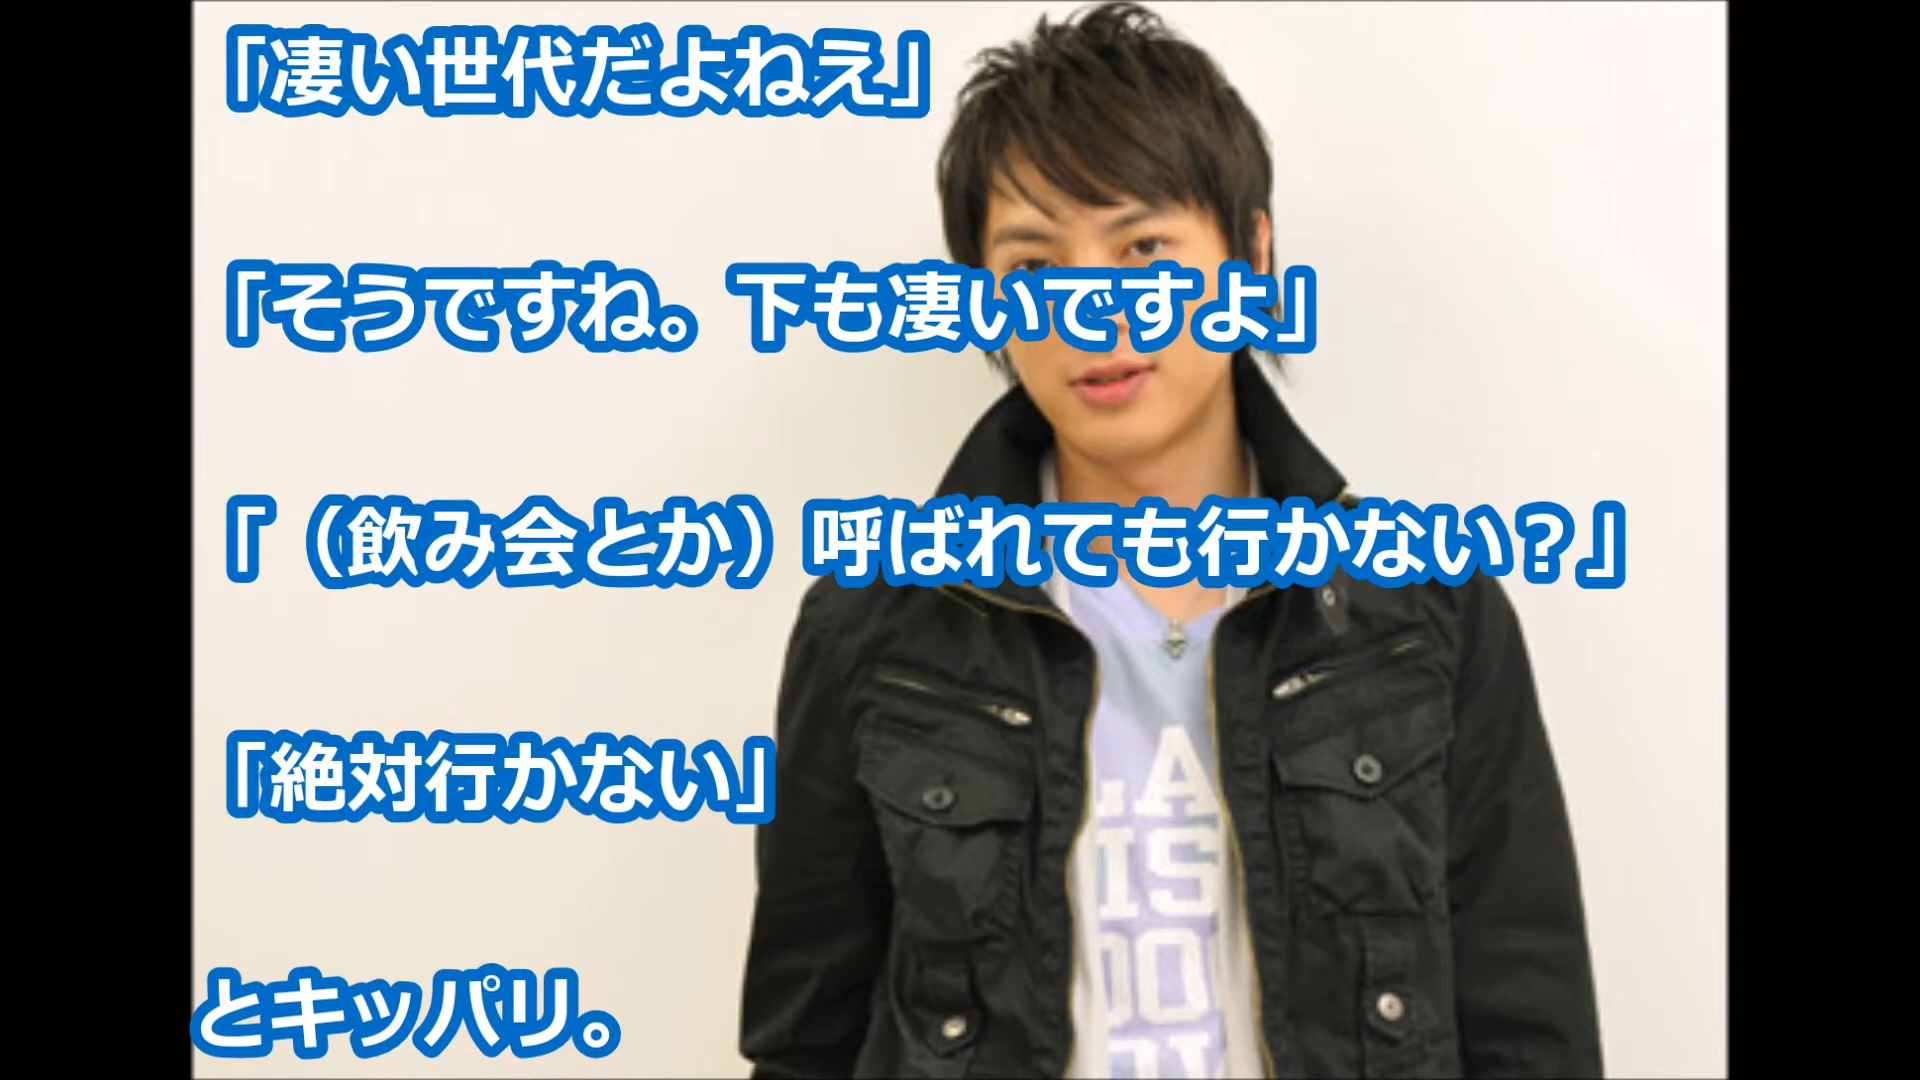 「凄い世代だよねえ」
「そうですね。下も凄いですよ」
「（飲み会とか）呼ばれても行かない？」
「絶対行かない」
とキッパリ。